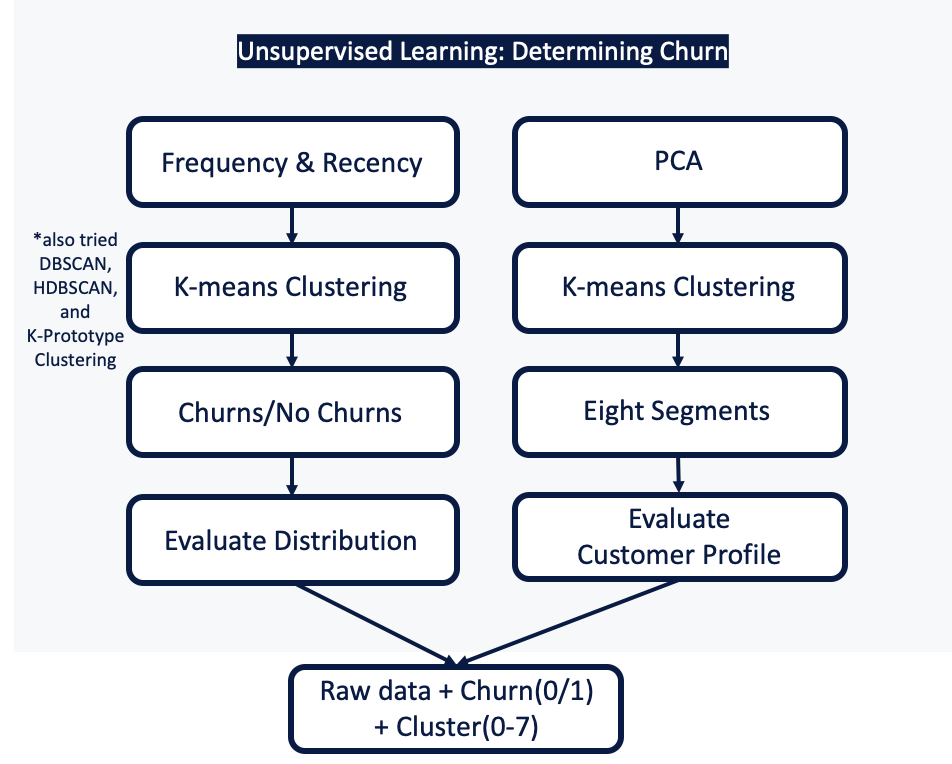 Unsupervised Learning: Determining Churn
Frequency & Recency
PCA
*also tried
DBSCAN,
HDBSCAN,
and
K-Prototype
Clustering
K-means Clustering
K-means Clustering
Churns/No Churns
Eight Segments
Evaluate Distribution
Evaluate
Customer Profile
Raw data + Churn(0/1)
+ Cluster(0-7)